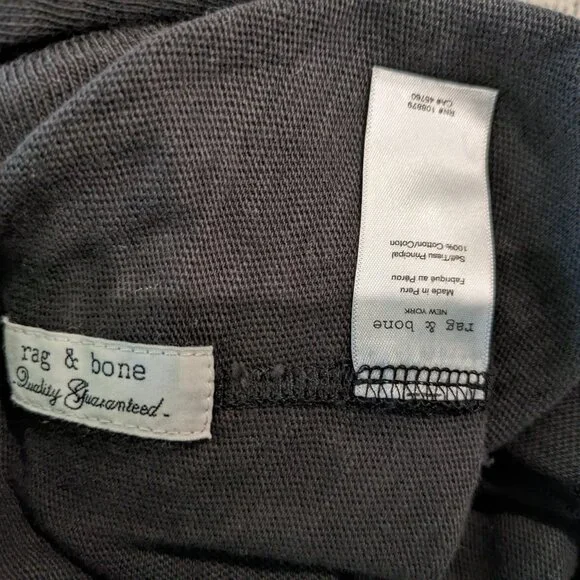 rag & bone
-Quality Guaranteed-
rag & bone
NEW YORK
Made in Peru
Fabriqué au Pérou
Self/Tissu Principal
100% Cotton/Coton
RN# 106879
CA# 46760